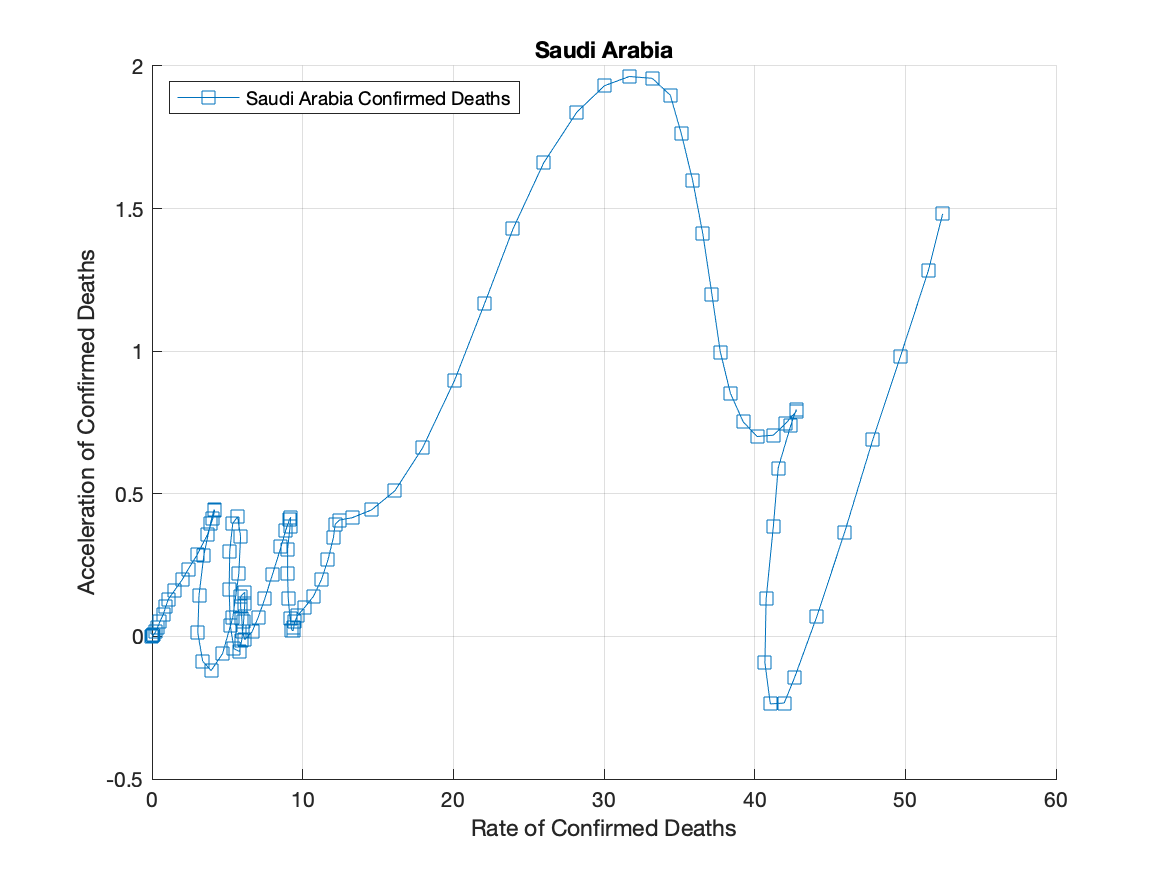 Saudi Arabia
Saudi Arabia Confirmed Deaths
Acceleration of Confirmed Deaths
2
1.5
1
0.5
0
-0.5
0 10 20 30 40 50 60
Rate of Confirmed Deaths